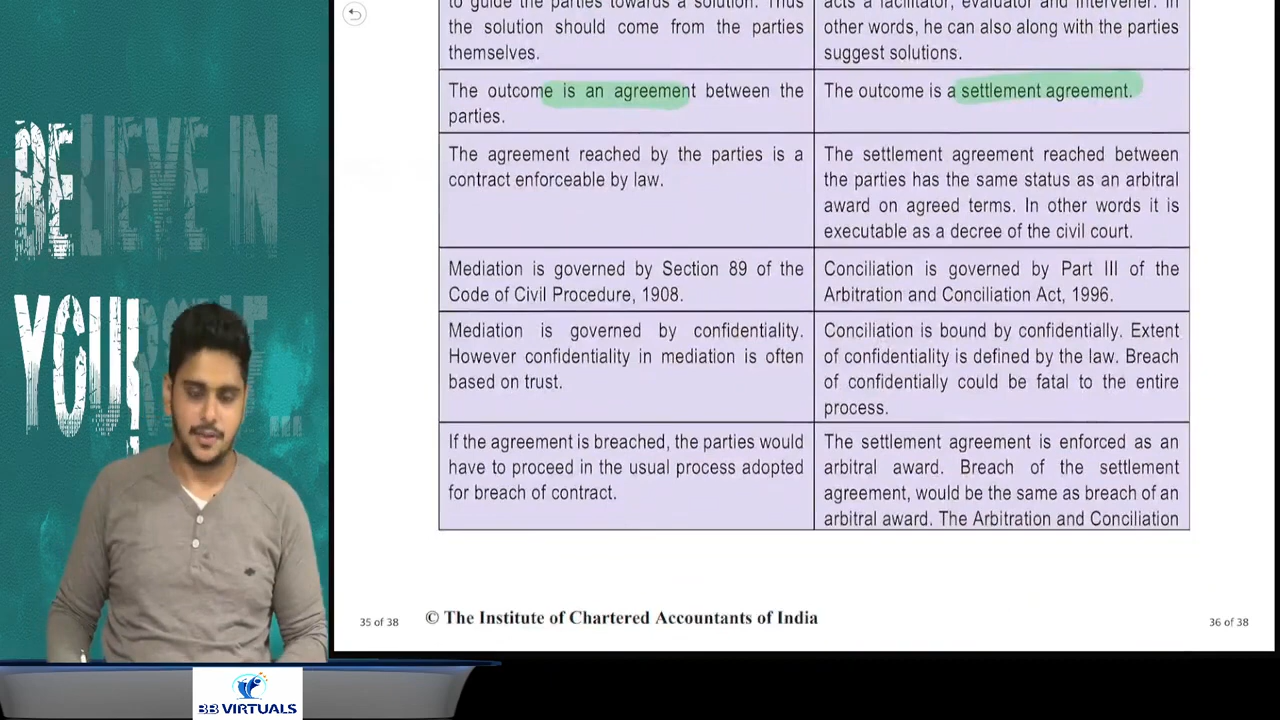 BELIEVE IN
YOURSELF...
to guide the parties towards a solution. Thus
the solution should come from the parties
themselves.
acts a facilitator, evaluator and intervener. In
other words, he can also along with the parties
suggest solutions.
The outcome is an agreement between the
parties.
The outcome is a settlement agreement.
The agreement reached by the parties is a
contract enforceable by law.
The settlement agreement reached between
the parties has the same status as an arbitral
award on agreed terms. In other words it is
executable as a decree of the civil court.
Mediation is governed by Section 89 of the
Code of Civil Procedure, 1908.
Conciliation is governed by Part III of the
Arbitration and Conciliation Act, 1996.
Mediation is governed by confidentiality.
However confidentiality in mediation is often
based on trust.
Conciliation is bound by confidentially. Extent
of confidentiality is defined by the law. Breach
of confidentially could be fatal to the entire
process.
If the agreement is breached, the parties would
have to proceed in the usual process adopted
for breach of contract.
The settlement agreement is enforced as an
arbitral award. Breach of the settlement
agreement, would be the same as breach of an
arbitral award. The Arbitration and Conciliation
35 of 38
© The Institute of Chartered Accountants of India
36 of 38
BB VIRTUALS